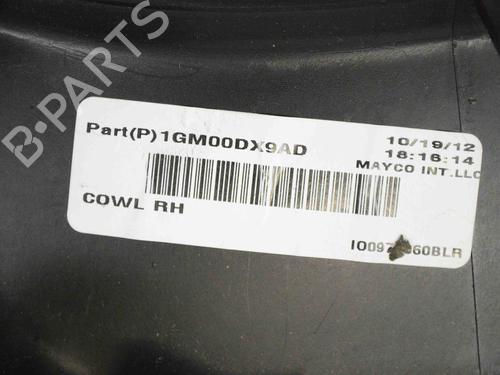 B-Parts
Part(P)1GM00DX9AD
10/19/12
18:16:14
MAYCO INT.LLC
COWL RH